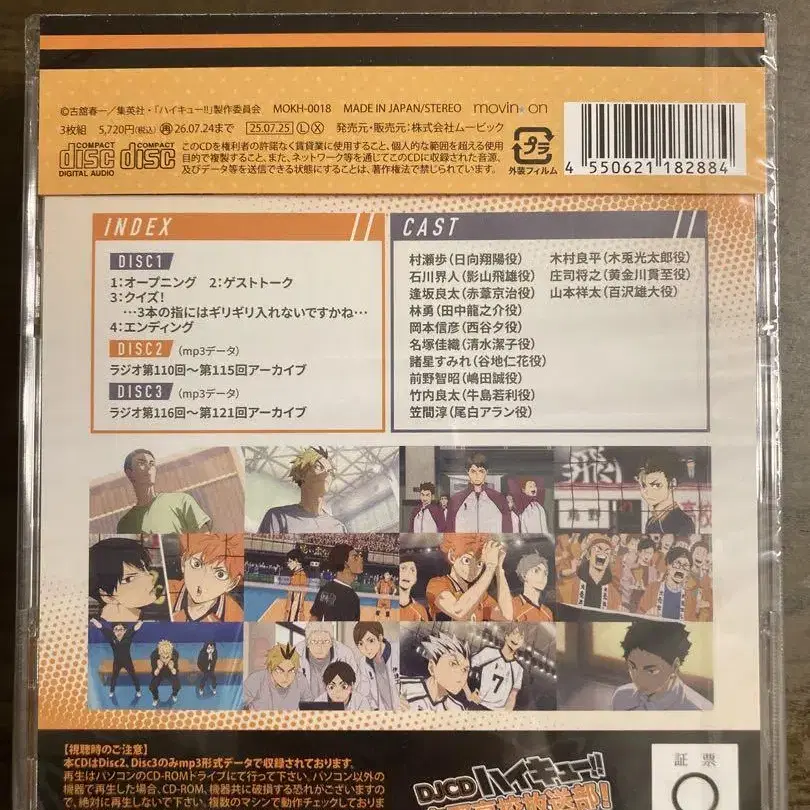 ©古舘春一／集英社・「ハイキュー!!」製作委員会 MOKH-0018 MADE IN JAPAN/STEREO movin★on
3枚組 5,720円(税込) 再 26.07.24まで 25.07.25 Ⓛ Ⓧ 発売元・販売元：株式会社ムービック
COMPACT disc DIGITAL AUDIO COMPACT disc
このCDを権利者の許諾なく賃貸業に使用すること、個人的な範囲を超える使用
目的で複製すること、また、ネットワーク等を通じてこのCDに収録された音源、
及びデータ等を送信できる状態にすることは、著作権法で禁じられています。
プラ
外装フィルム
4 550621 182884
INDEX
DISC1
1：オープニング 2：ゲストトーク
3：クイズ！
…3本の指にはギリギリ入れないですかね…
4：エンディング
DISC2 (mp3データ)
ラジオ第110回〜第115回アーカイブ
DISC3 (mp3データ)
ラジオ第116回〜第121回アーカイブ
CAST
村瀬歩(日向翔陽役)
石川界人(影山飛雄役)
逢坂良太(赤葦京治役)
林勇(田中龍之介役)
岡本信彦(西谷夕役)
名塚佳織(清水潔子役)
諸星すみれ(谷地仁花役)
前野智昭(嶋田誠役)
竹内良太(牛島若利役)
笠間淳(尾白アラン役)
木村良平(木兎光太郎役)
庄司将之(黄金川貫至役)
山本祥太(百沢雄大役)
飛
7
【視聴時のご注意】
本CDはDisc2、Disc3のみmp3形式データで収録されております。
再生はパソコンのCD-ROMドライブにて行って下さい。パソコン以外の
機器で再生した場合、CD-ROM、機器共に破損する恐れがございますの
で、絶対に再生しないで下さい。複数のマシンで動作チェックしておりま
DJCD ハイキュー!!
証票